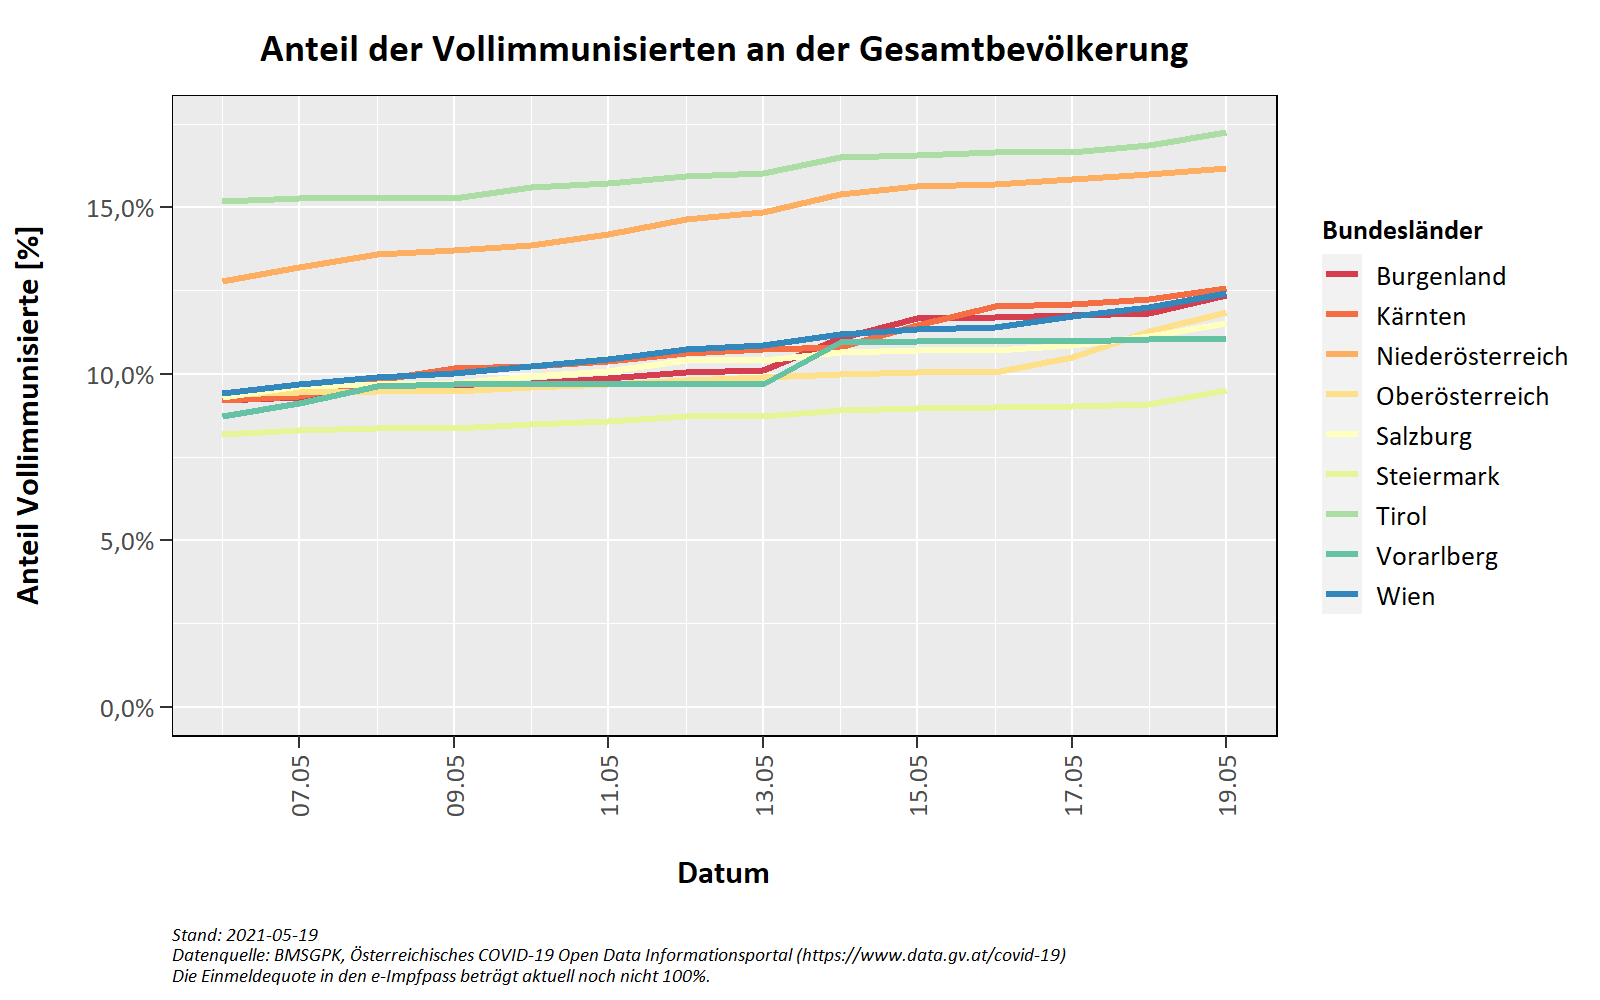 Anteil der Vollimmunisierten an der Gesamtbevölkerung
Anteil Vollimmunisierte [%]
15,0%
10,0%
5,0%
0,0%
07.05
09.05
11.05
13.05
15.05
17.05
19.05
Datum
Bundesländer
Burgenland
Kärnten
Niederösterreich
Oberösterreich
Salzburg
Steiermark
Tirol
Vorarlberg
Wien
Stand: 2021-05-19
Datenquelle: BMSGPK, Österreichisches COVID-19 Open Data Informationsportal (https://www.data.gv.at/covid-19)
Die Einmeldequote in den e-Impfpass beträgt aktuell noch nicht 100%.